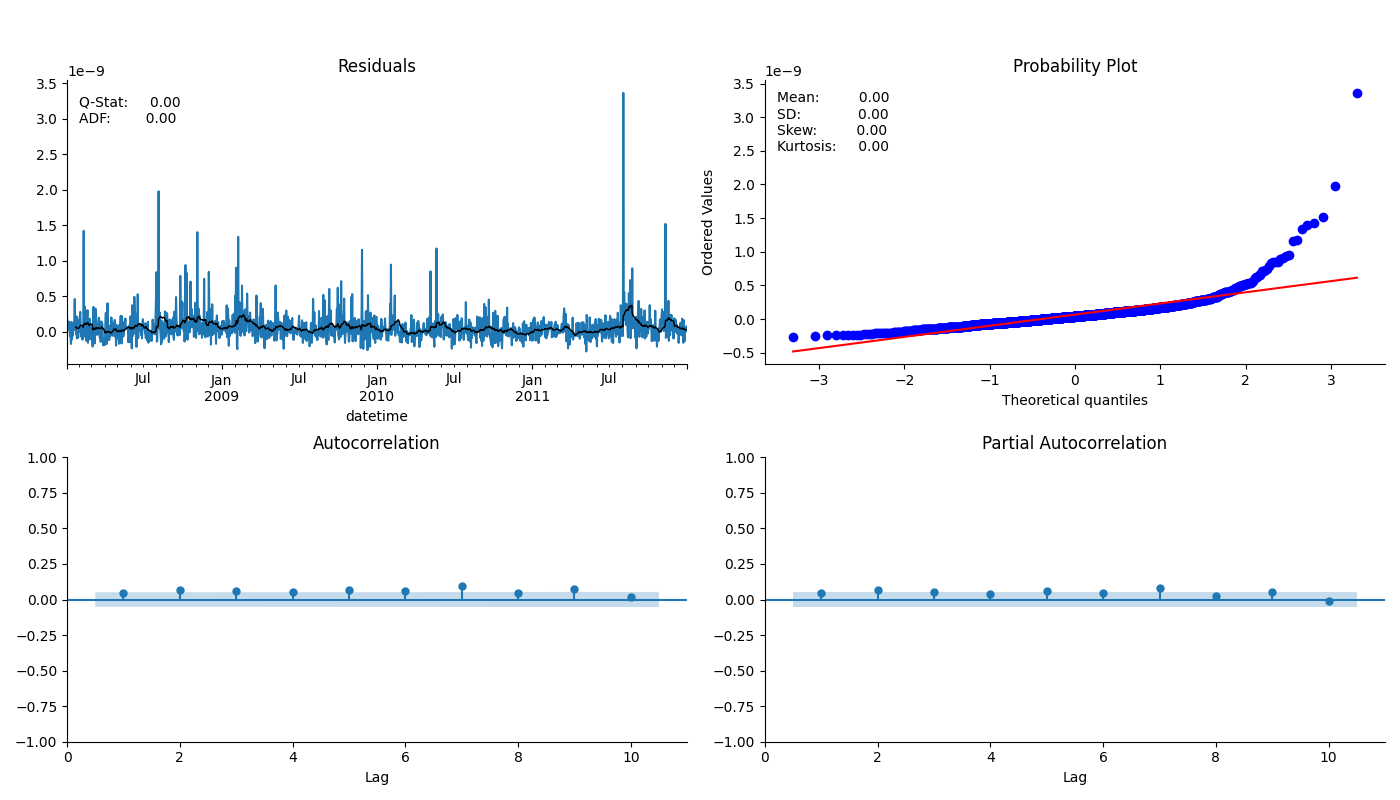 Residuals
1e−9
3.5
3.0
2.5
2.0
1.5
1.0
0.5
0.0
Q-Stat: 0.00
ADF: 0.00
Jul
Jan
2009
Jul
Jan
2010
Jul
Jan
2011
Jul
datetime
Probability Plot
1e−9
3.5
3.0
2.5
2.0
1.5
1.0
0.5
0.0
−0.5
Ordered Values
Mean: 0.00
SD: 0.00
Skew: 0.00
Kurtosis: 0.00
−3 −2 −1 0 1 2 3
Theoretical quantiles
Autocorrelation
1.00
0.75
0.50
0.25
0.00
−0.25
−0.50
−0.75
−1.00
0 2 4 6 8 10
Lag
Partial Autocorrelation
1.00
0.75
0.50
0.25
0.00
−0.25
−0.50
−0.75
−1.00
0 2 4 6 8 10
Lag